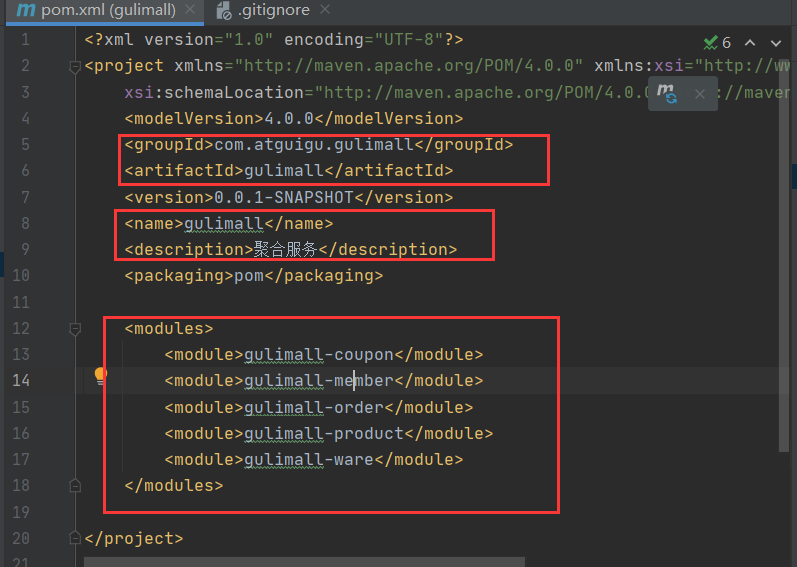 pom.xml (gulimall)
.gitignore
6
1 <?xml version="1.0" encoding="UTF-8"?>
2 <project xmlns="http://maven.apache.org/POM/4.0.0" xmlns:xsi="http://ww
3 xsi:schemaLocation="http://maven.apache.org/POM/4.0.0 ://maven
4 <modelVersion>4.0.0</modelVersion>
5 <groupId>com.atguigu.gulimall</groupId>
6 <artifactId>gulimall</artifactId>
7 <version>0.0.1-SNAPSHOT</version>
8 <name>gulimall</name>
9 <description>聚合服务</description>
10 <packaging>pom</packaging>
11
12 <modules>
13 <module>gulimall-coupon</module>
14 <module>gulimall-member</module>
15 <module>gulimall-order</module>
16 <module>gulimall-product</module>
17 <module>gulimall-ware</module>
18 </modules>
19
20 </project>
21